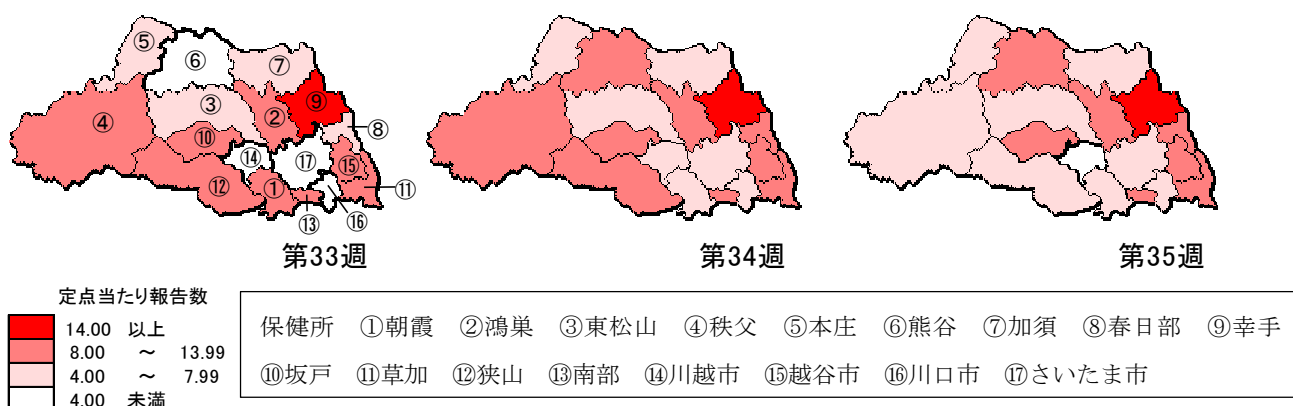 ⑤
⑥
⑦
④
③
②
⑨
⑩
⑧
⑭
⑰
⑮
⑫
①
⑪
⑬
⑯
第33週
第34週
第35週
定点当たり報告数
14.00 以上
8.00 ～ 13.99
4.00 ～ 7.99
4.00 未満
保健所 ①朝霞 ②鴻巣 ③東松山 ④秩父 ⑤本庄 ⑥熊谷 ⑦加須 ⑧春日部 ⑨幸手
⑩坂戸 ⑪草加 ⑫狭山 ⑬南部 ⑭川越市 ⑮越谷市 ⑯川口市 ⑰さいたま市